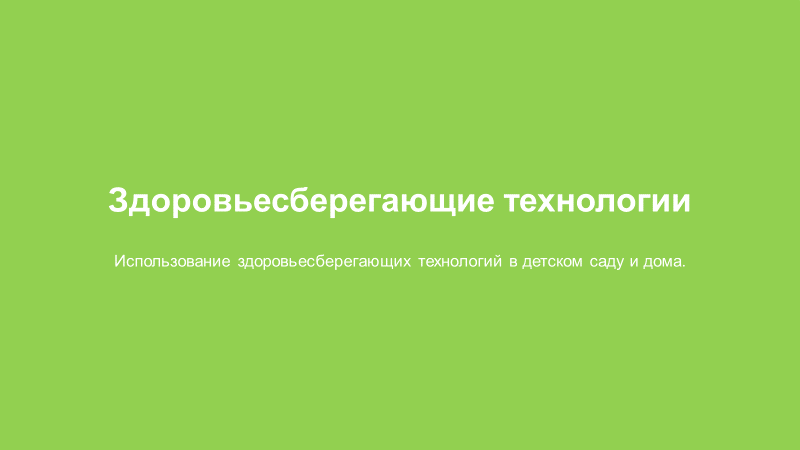 Здоровьесберегающие технологии
Использование здоровьесберегающих технологий в детском саду и дома.